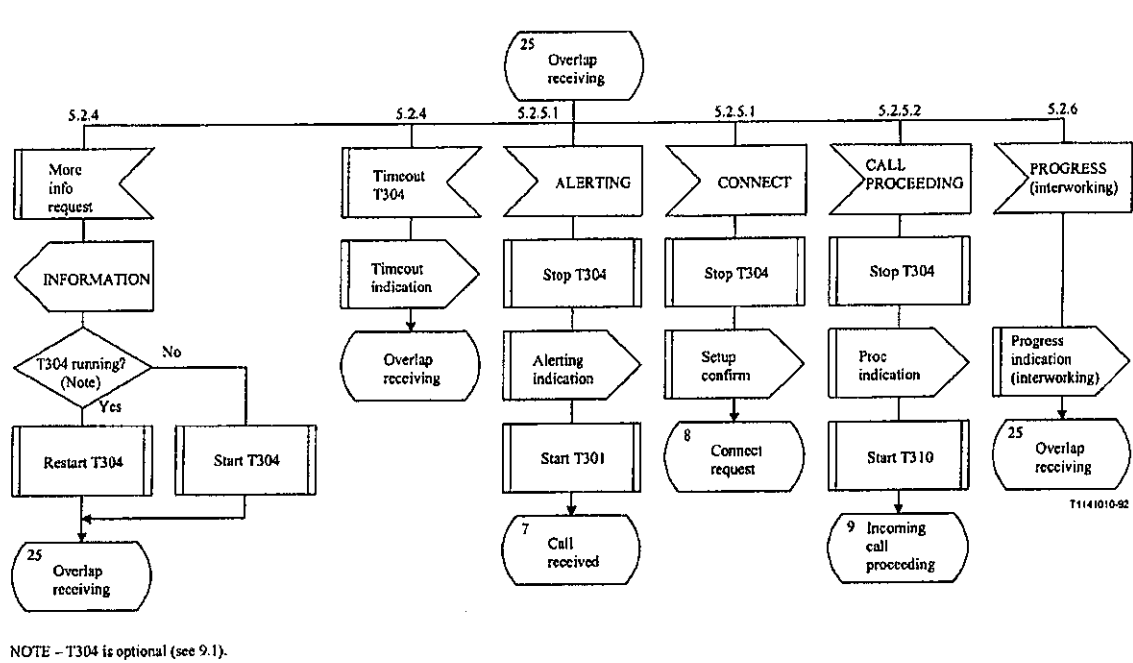 25
Overlap
receiving
5.2.4
5.2.4
5.2.5.1
5.2.5.1
5.2.5.2
5.2.6
More
info
request
Timeout
T304
ALERTING
CONNECT
CALL
PROCEEDING
PROGRESS
(interworking)
INFORMATION
Timeout
indication
Stop T304
Stop T304
Stop T304
T304 running?
(Note)
No
Yes
Overlap
receiving
Alerting
indication
Setup
confirm
Proc
indication
Progress
indication
(interworking)
Restart T304
Start T304
Start T301
8
Connect
request
Start T310
25
Overlap
receiving
T1141010-92
25
Overlap
receiving
7
Call
received
9 Incoming
call
proceeding
NOTE – T304 is optional (see 9.1).